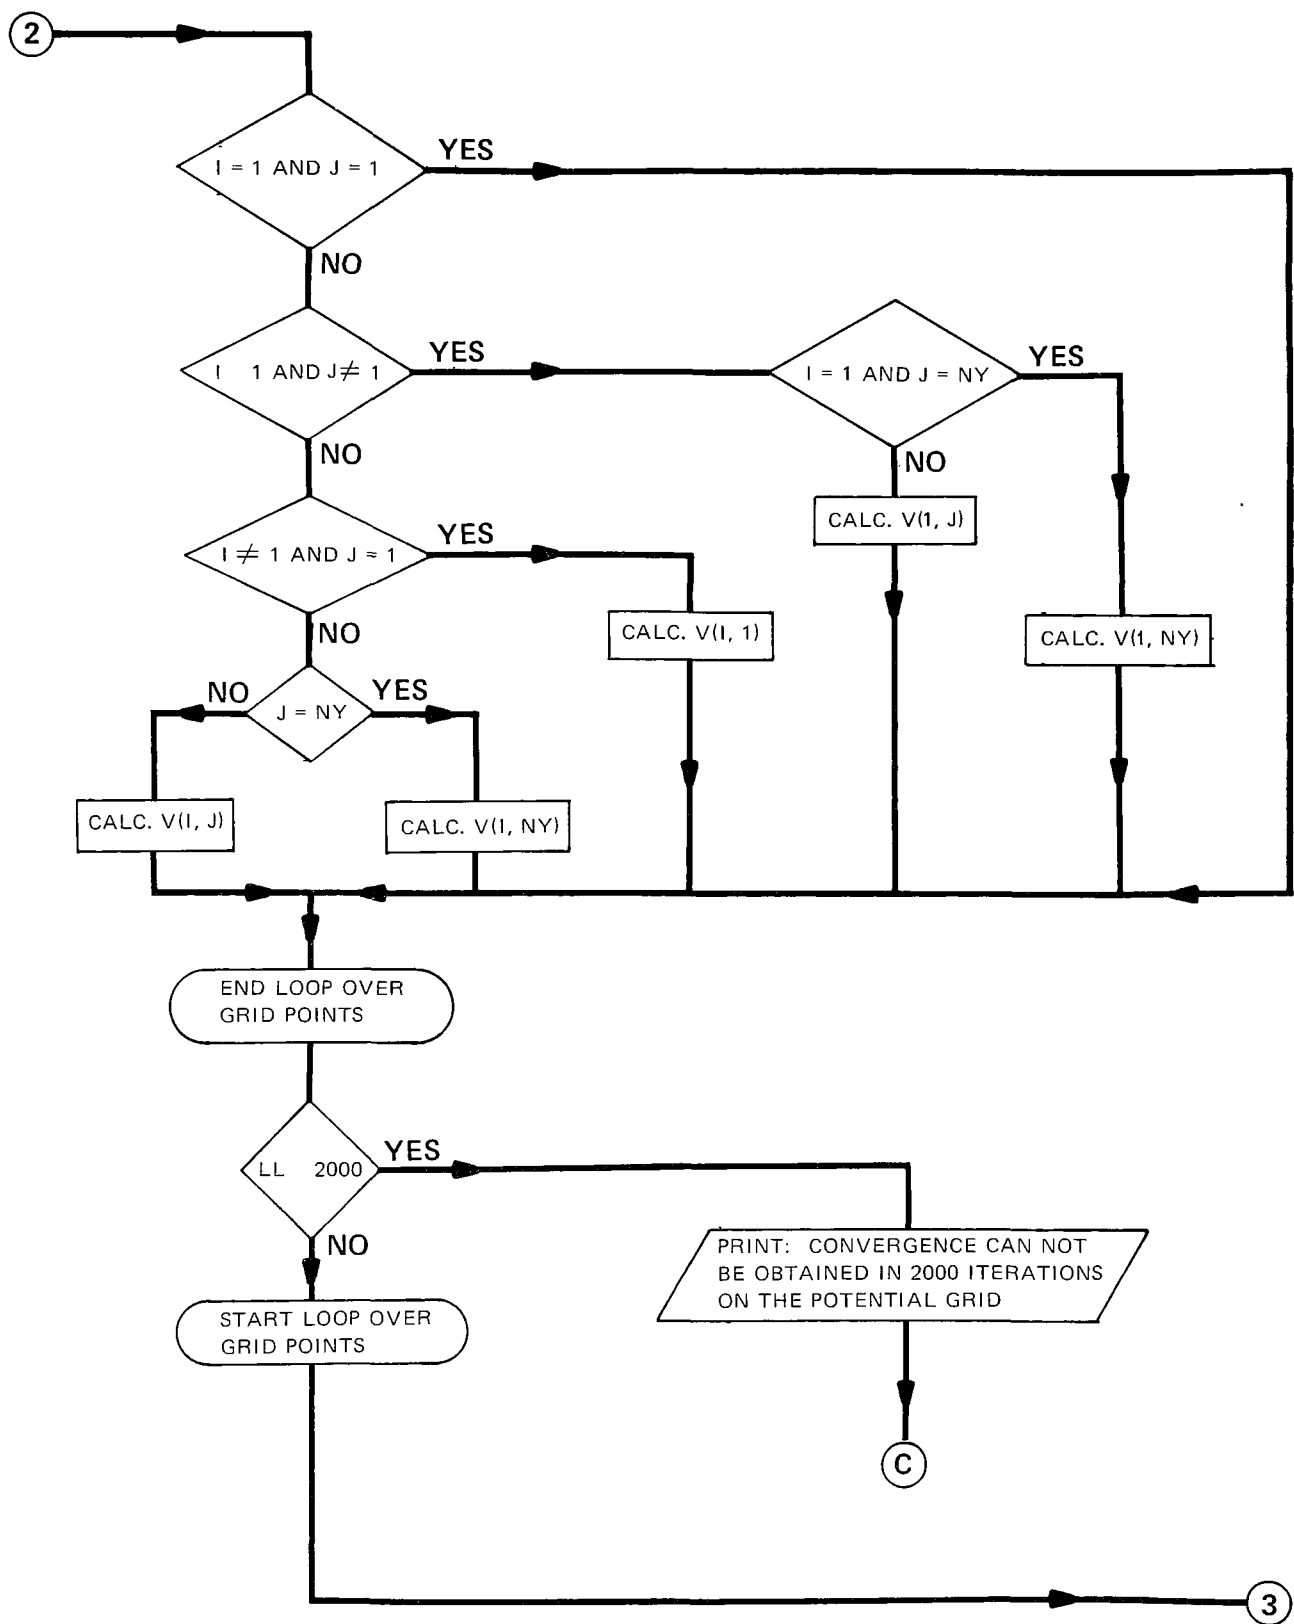 2
I = 1 AND J = 1
YES
NO
I 1 AND J ≠ 1
YES
I = 1 AND J = NY
YES
NO
NO
CALC. V(1, J)
I ≠ 1 AND J = 1
YES
NO
CALC. V(I, 1)
CALC. V(1, NY)
NO
J = NY
YES
CALC. V(I, J)
CALC. V(I, NY)
END LOOP OVER
GRID POINTS
LL 2000
YES
NO
PRINT: CONVERGENCE CAN NOT
BE OBTAINED IN 2000 ITERATIONS
ON THE POTENTIAL GRID
START LOOP OVER
GRID POINTS
C
3